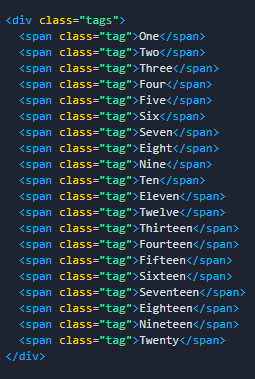 <div class="tags">
  <span class="tag">One</span>
  <span class="tag">Two</span>
  <span class="tag">Three</span>
  <span class="tag">Four</span>
  <span class="tag">Five</span>
  <span class="tag">Six</span>
  <span class="tag">Seven</span>
  <span class="tag">Eight</span>
  <span class="tag">Nine</span>
  <span class="tag">Ten</span>
  <span class="tag">Eleven</span>
  <span class="tag">Twelve</span>
  <span class="tag">Thirteen</span>
  <span class="tag">Fourteen</span>
  <span class="tag">Fifteen</span>
  <span class="tag">Sixteen</span>
  <span class="tag">Seventeen</span>
  <span class="tag">Eighteen</span>
  <span class="tag">Nineteen</span>
  <span class="tag">Twenty</span>
</div>